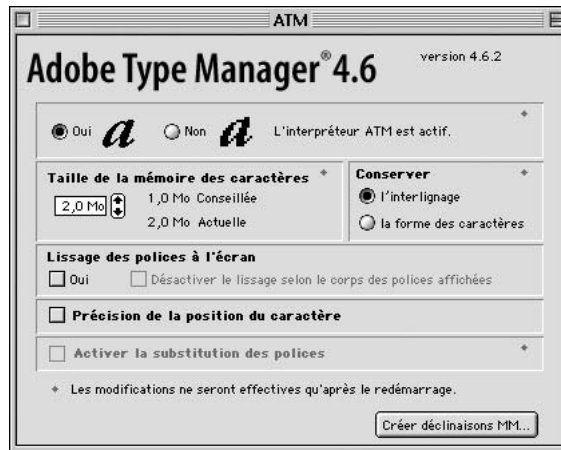 ATM
Adobe Type Manager® 4.6
version 4.6.2
Oui a Non a L'interpréteur ATM est actif.
Taille de la mémoire des caractères
2,0 Mo
1,0 Mo Conseillée
2,0 Mo Actuelle
Conserver
l'interlignage
la forme des caractères
Lissage des polices à l'écran
Oui Désactiver le lissage selon le corps des polices affichées
Précision de la position du caractère
Activer la substitution des polices
Les modifications ne seront effectives qu'après le redémarrage.
Créer déclinaisons MM...